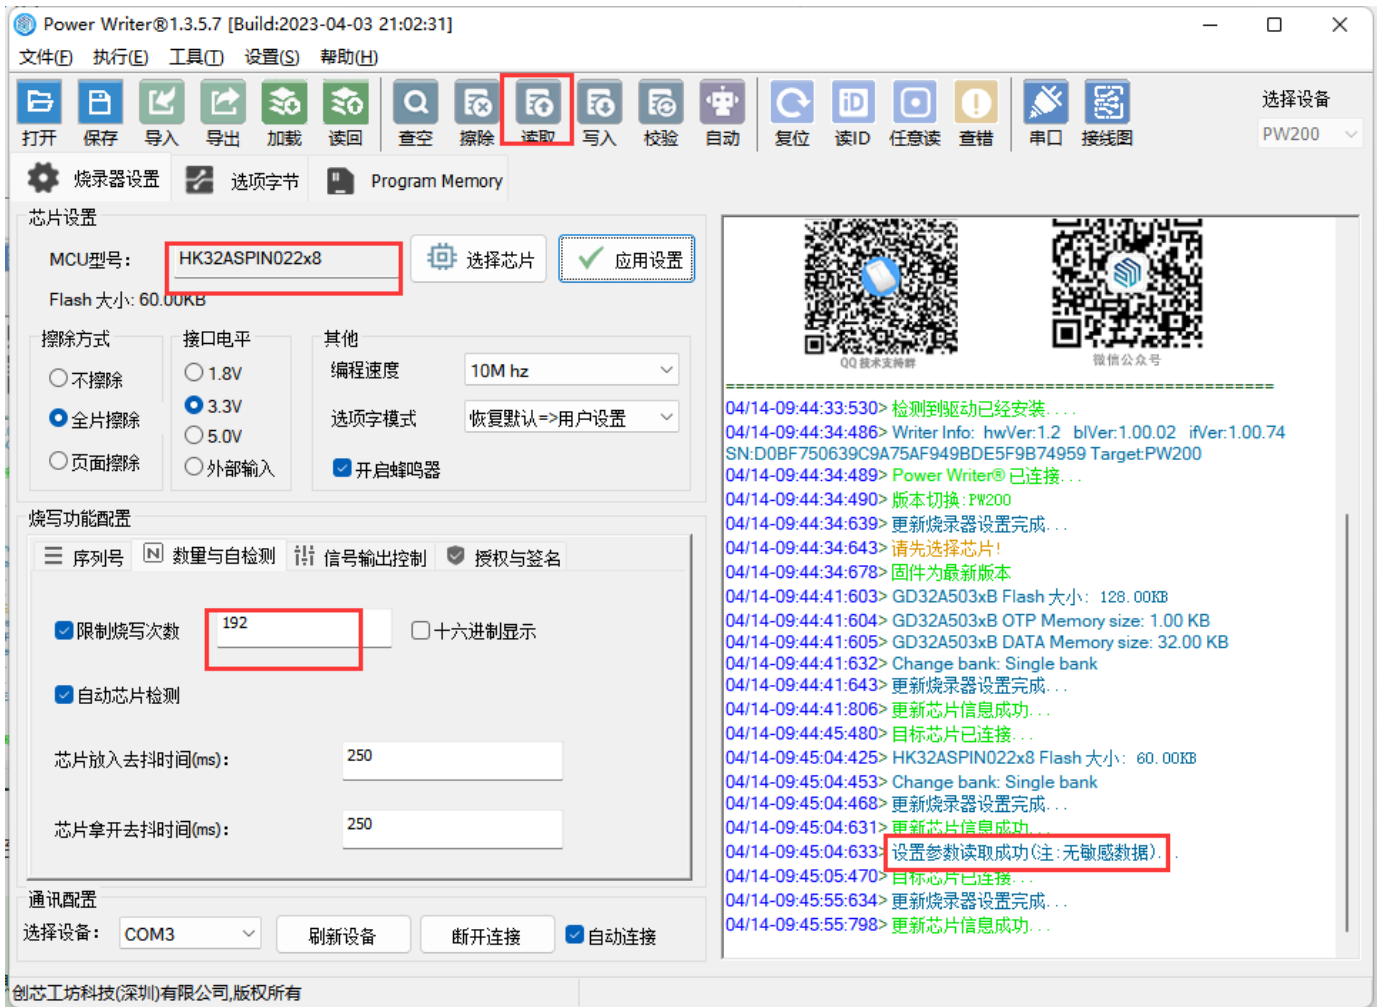 Power Writer®1.3.5.7 [Build:2023-04-03 21:02:31]
文件(F) 执行(E) 工具(T) 设置(S) 帮助(H)
打开 保存 导入 导出 加载 读回 查空 擦除 读取 写入 校验 自动 复位 读ID 任意读 查错 串口 接线图
选择设备
PW200
烧录器设置 选项字节 Program Memory
芯片设置
MCU型号: HK32ASPIN022x8 选择芯片 应用设置
Flash 大小: 60.00KB
擦除方式
不擦除
全片擦除
页面擦除
接口电平
1.8V
3.3V
5.0V
外部输入
其他
编程速度 10M hz
选项字模式 恢复默认=>用户设置
开启蜂鸣器
烧写功能配置
序列号 数量与自检测 信号输出控制 授权与签名
限制烧写次数 192 十六进制显示
自动芯片检测
芯片放入去抖时间(ms): 250
芯片拿开去抖时间(ms): 250
通讯配置
选择设备: COM3 刷新设备 断开连接 自动连接
QQ技术支持群 微信公众号
=======================================================
04/14-09:44:33:530> 检测到驱动已经安装....
04/14-09:44:34:486> Writer Info: hwVer:1.2 blVer:1.00.02 ifVer:1.00.74
SN:D0BF750639C9A75AF949BDE5F9B74959 Target:PW200
04/14-09:44:34:489> Power Writer® 已连接...
04/14-09:44:34:490> 版本切换:PW200
04/14-09:44:34:639> 更新烧录器设置完成...
04/14-09:44:34:643> 请先选择芯片!
04/14-09:44:34:678> 固件为最新版本
04/14-09:44:41:603> GD32A503xB Flash 大小: 128.00KB
04/14-09:44:41:604> GD32A503xB OTP Memory size: 1.00 KB
04/14-09:44:41:605> GD32A503xB DATA Memory size: 32.00 KB
04/14-09:44:41:632> Change bank: Single bank
04/14-09:44:41:643> 更新烧录器设置完成...
04/14-09:44:41:806> 更新芯片信息成功...
04/14-09:44:45:480> 目标芯片已连接...
04/14-09:45:04:425> HK32ASPIN022x8 Flash 大小: 60.00KB
04/14-09:45:04:453> Change bank: Single bank
04/14-09:45:04:468> 更新烧录器设置完成...
04/14-09:45:04:631> 更新芯片信息成功...
04/14-09:45:04:633> 设置参数读取成功(注:无敏感数据)...
04/14-09:45:05:470> 目标芯片已连接...
04/14-09:45:55:634> 更新烧录器设置完成...
04/14-09:45:55:798> 更新芯片信息成功...
创芯工坊科技(深圳)有限公司,版权所有